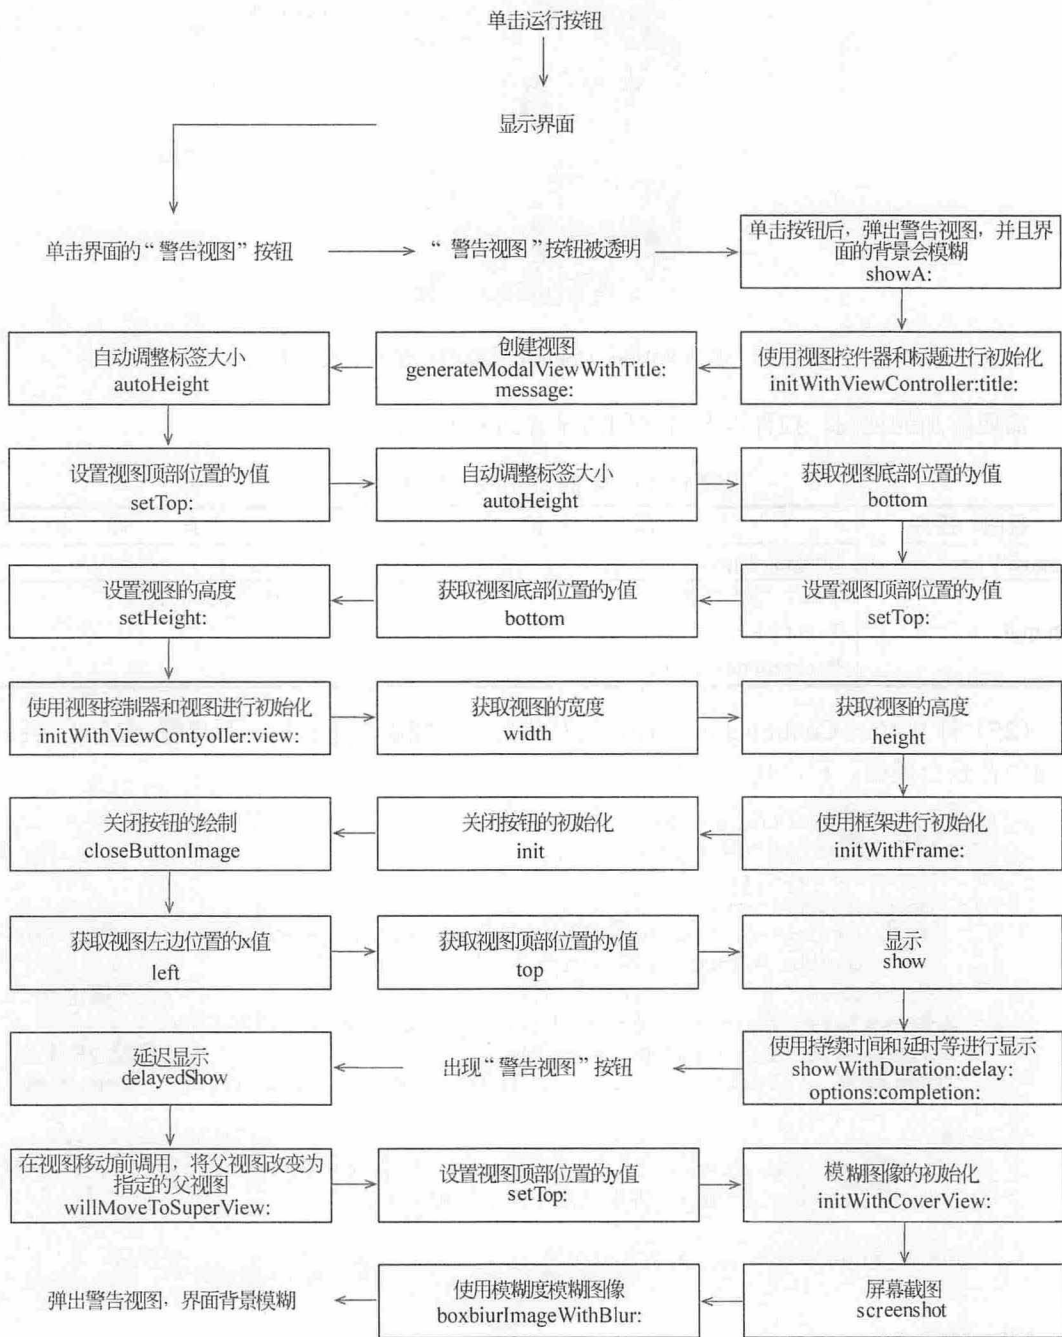 单击运行按钮
显示界面
单击界面的“警告视图”按钮
“警告视图”按钮被透明
单击按钮后，弹出警告视图，并且界
面的背景会模糊
showA:
自动调整标签大小
autoHeight
创建视图
generateModalViewWithTitle:
message:
使用视图控件器和标题进行初始化
initWithViewController:title:
设置视图顶部位置的y值
setTop:
自动调整标签大小
autoHeight
获取视图底部位置的y值
bottom
设置视图的高度
setHeight:
获取视图底部位置的y值
bottom
设置视图顶部位置的y值
setTop:
使用视图控制器和视图进行初始化
initWithViewContyoller:view:
获取视图的宽度
width
获取视图的高度
height
关闭按钮的绘制
closeButtonImage
关闭按钮的初始化
init
使用框架进行初始化
initWithFrame:
获取视图左边位置的x值
left
获取视图顶部位置的y值
top
显示
show
延迟显示
delayedShow
出现“警告视图”按钮
使用持续时间和延时等进行显示
showWithDuration:delay:
options:completion:
在视图移动前调用，将父视图改变为
指定的父视图
willMoveToSuperView:
设置视图顶部位置的y值
setTop:
模糊图像的初始化
initWithCoverView:
弹出警告视图，界面背景模糊
使用模糊度模糊图像
boxbiurImageWithBlur:
屏幕截图
screenshot